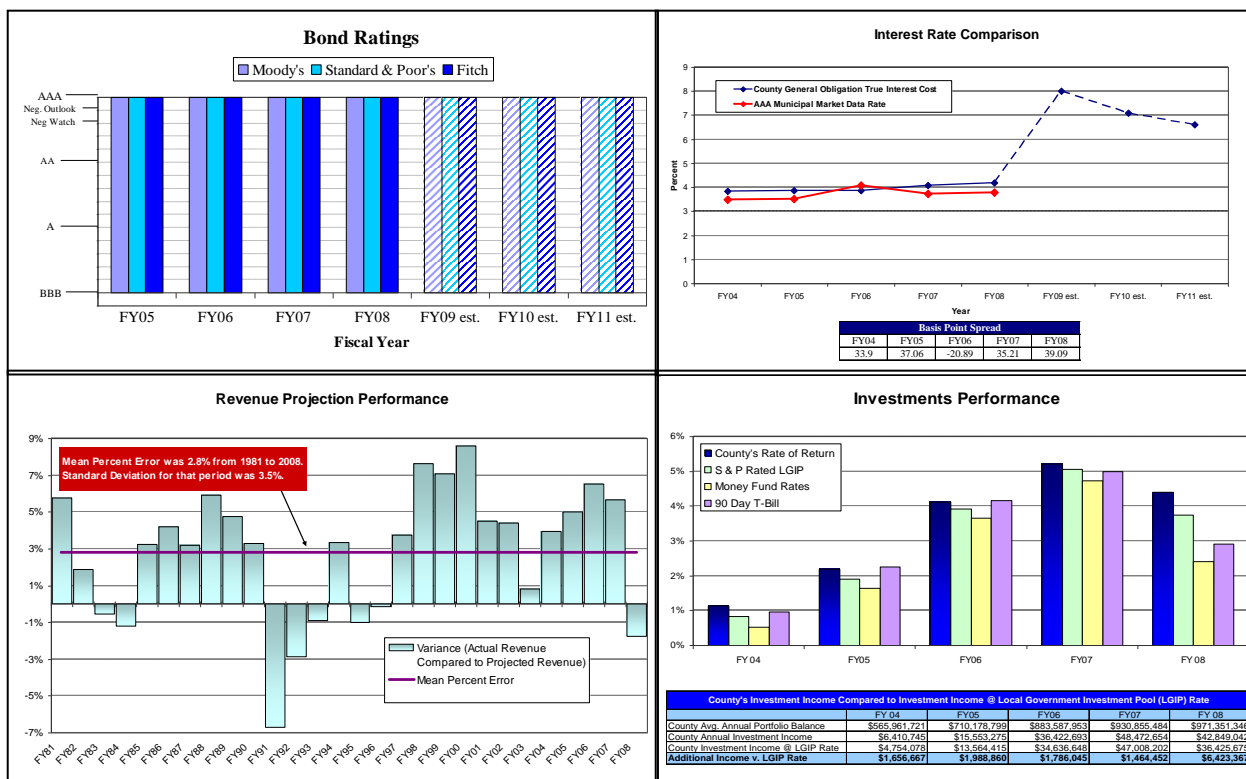 Bond Ratings
Moody's Standard & Poor's Fitch
AAA
Neg. Outlook
Neg Watch
AA
A
BBB
FY05 FY06 FY07 FY08 FY09 est. FY10 est. FY11 est.
Fiscal Year
Interest Rate Comparison
9
8
7
6
5
4
3
2
1
0
Percent
County General Obligation True Interest Cost
AAA Municipal Market Data Rate
FY04 FY05 FY06 FY07 FY08 FY09 est. FY10 est. FY11 est.
Year
Basis Point Spread
FY04 FY05 FY06 FY07 FY08
33.9 37.06 -20.89 35.21 39.09
Revenue Projection Performance
9%
7%
5%
3%
1%
-1%
-3%
-5%
-7%
Mean Percent Error was 2.8% from 1981 to 2008.
Standard Deviation for that period was 3.5%.
Variance (Actual Revenue
Compared to Projected Revenue)
Mean Percent Error
FY81 FY82 FY83 FY84 FY85 FY86 FY87 FY88 FY89 FY90 FY91 FY92 FY93 FY94 FY95 FY96 FY97 FY98 FY99 FY00 FY01 FY02 FY03 FY04 FY05 FY06 FY07 FY08
Investments Performance
6%
5%
4%
3%
2%
1%
0%
County's Rate of Return
S & P Rated LGIP
Money Fund Rates
90 Day T-Bill
FY 04 FY05 FY06 FY07 FY 08
County's Investment Income Compared to Investment Income @ Local Government Investment Pool (LGIP) Rate
FY 04 FY05 FY06 FY07 FY 08
County Avg. Annual Portfolio Balance $565,961,721 $710,178,799 $883,587,953 $930,855,484 $971,351,346
County Annual Investment Income $6,410,745 $15,553,275 $36,422,693 $48,472,654 $42,849,042
County Investment Income @ LGIP Rate $4,754,078 $13,564,415 $34,636,648 $47,008,202 $36,425,675
Additional Income v. LGIP Rate $1,656,667 $1,988,860 $1,786,045 $1,464,452 $6,423,367